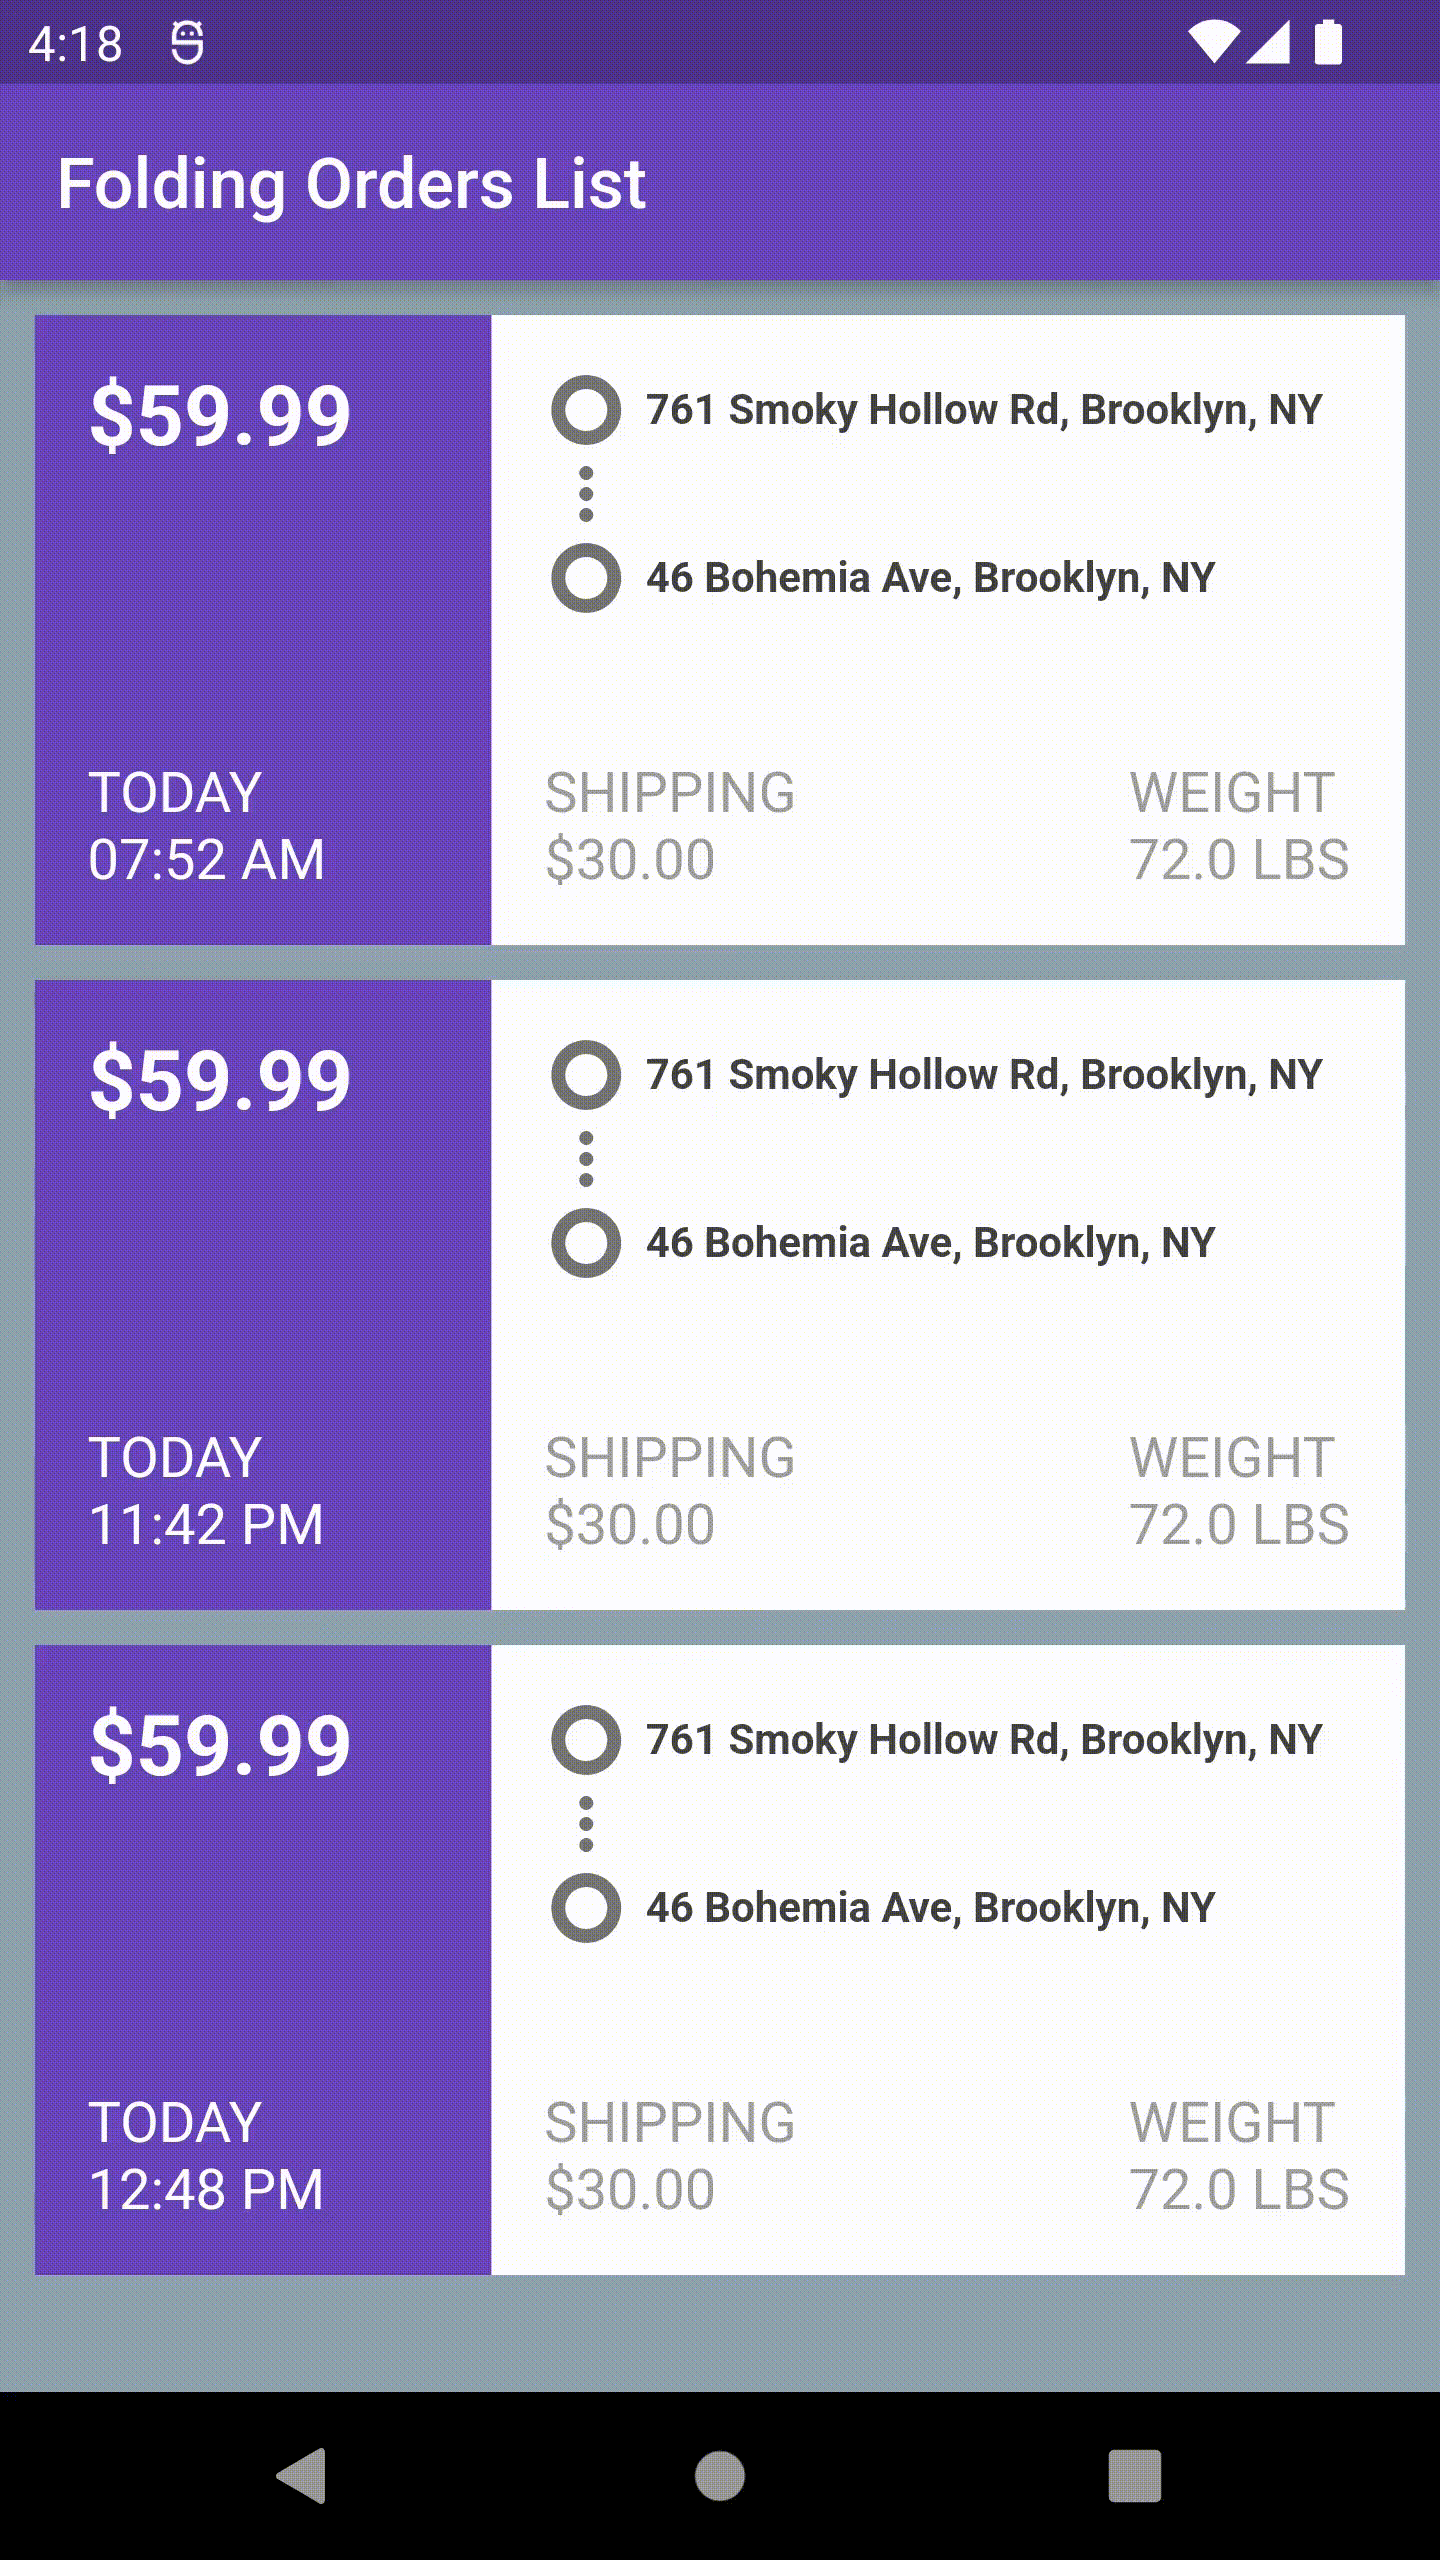 4:18
Folding Orders List
$59.99
761 Smoky Hollow Rd, Brooklyn, NY
46 Bohemia Ave, Brooklyn, NY
TODAY SHIPPING WEIGHT
07:52 AM $30.00 72.0 LBS
$59.99
761 Smoky Hollow Rd, Brooklyn, NY
46 Bohemia Ave, Brooklyn, NY
TODAY SHIPPING WEIGHT
11:42 PM $30.00 72.0 LBS
$59.99
761 Smoky Hollow Rd, Brooklyn, NY
46 Bohemia Ave, Brooklyn, NY
TODAY SHIPPING WEIGHT
12:48 PM $30.00 72.0 LBS